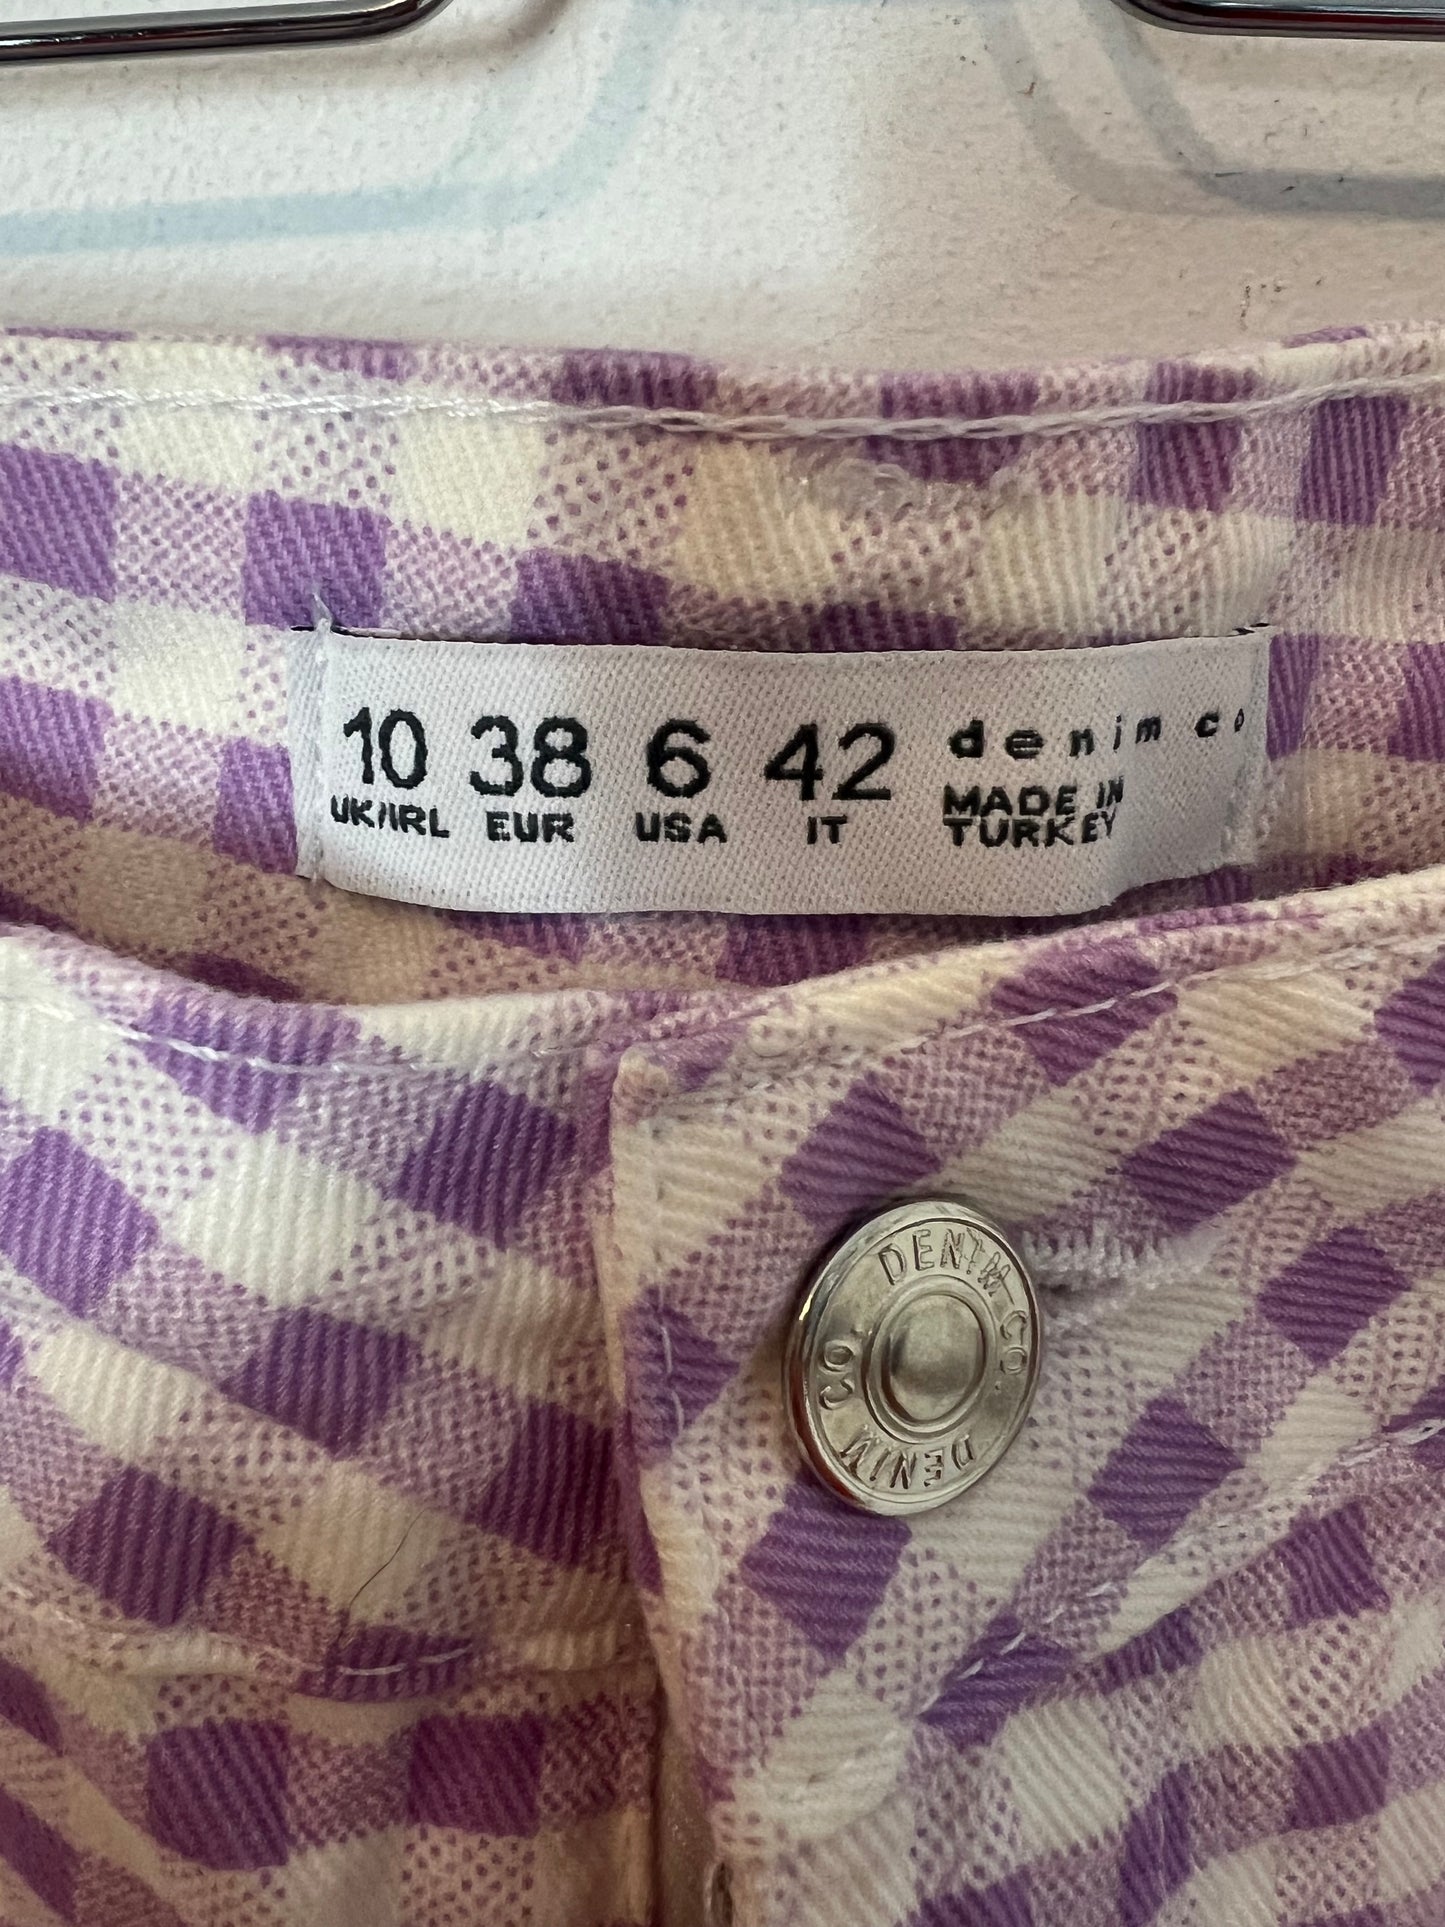 10 38 6 42 denim co
UK/IRL EUR USA IT MADE IN
TURKEY
DENIM CO.
DENIM CO.